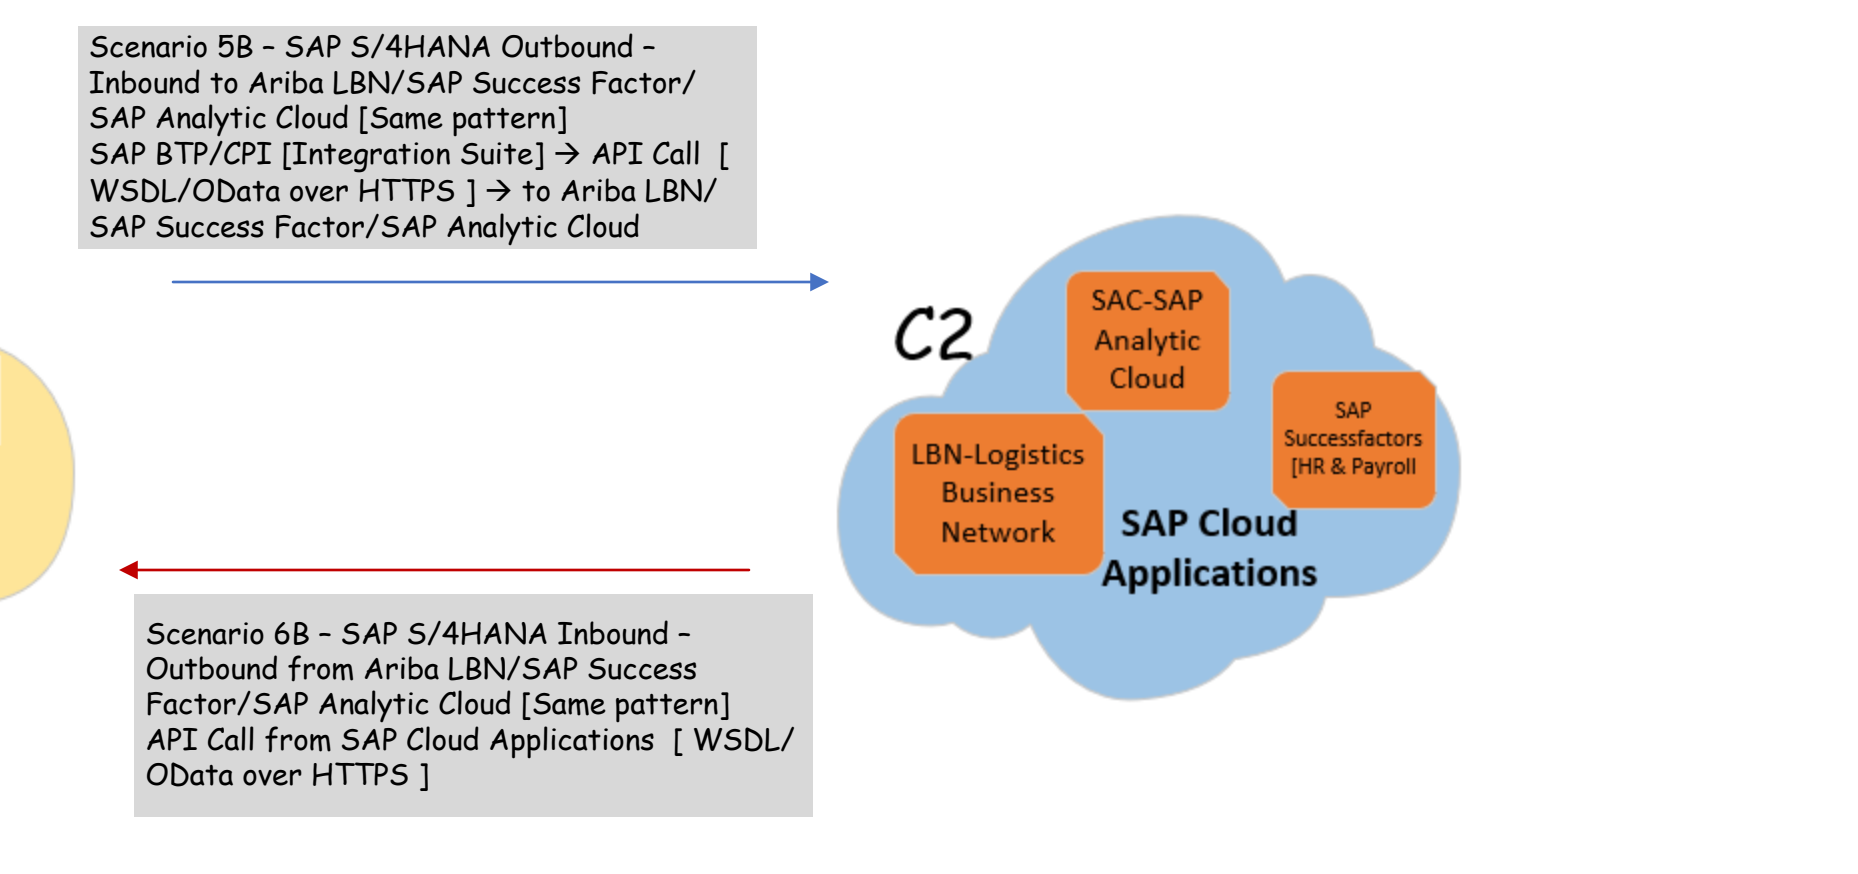 Scenario 5B – SAP S/4HANA Outbound –
Inbound to Ariba LBN/SAP Success Factor/
SAP Analytic Cloud [Same pattern]
SAP BTP/CPI [Integration Suite] → API Call [
WSDL/OData over HTTPS ] → to Ariba LBN/
SAP Success Factor/SAP Analytic Cloud
C2
SAC-SAP
Analytic
Cloud
SAP
Successfactors
[HR & Payroll
LBN-Logistics
Business
Network
SAP Cloud
Applications
Scenario 6B – SAP S/4HANA Inbound –
Outbound from Ariba LBN/SAP Success
Factor/SAP Analytic Cloud [Same pattern]
API Call from SAP Cloud Applications [ WSDL/
OData over HTTPS ]